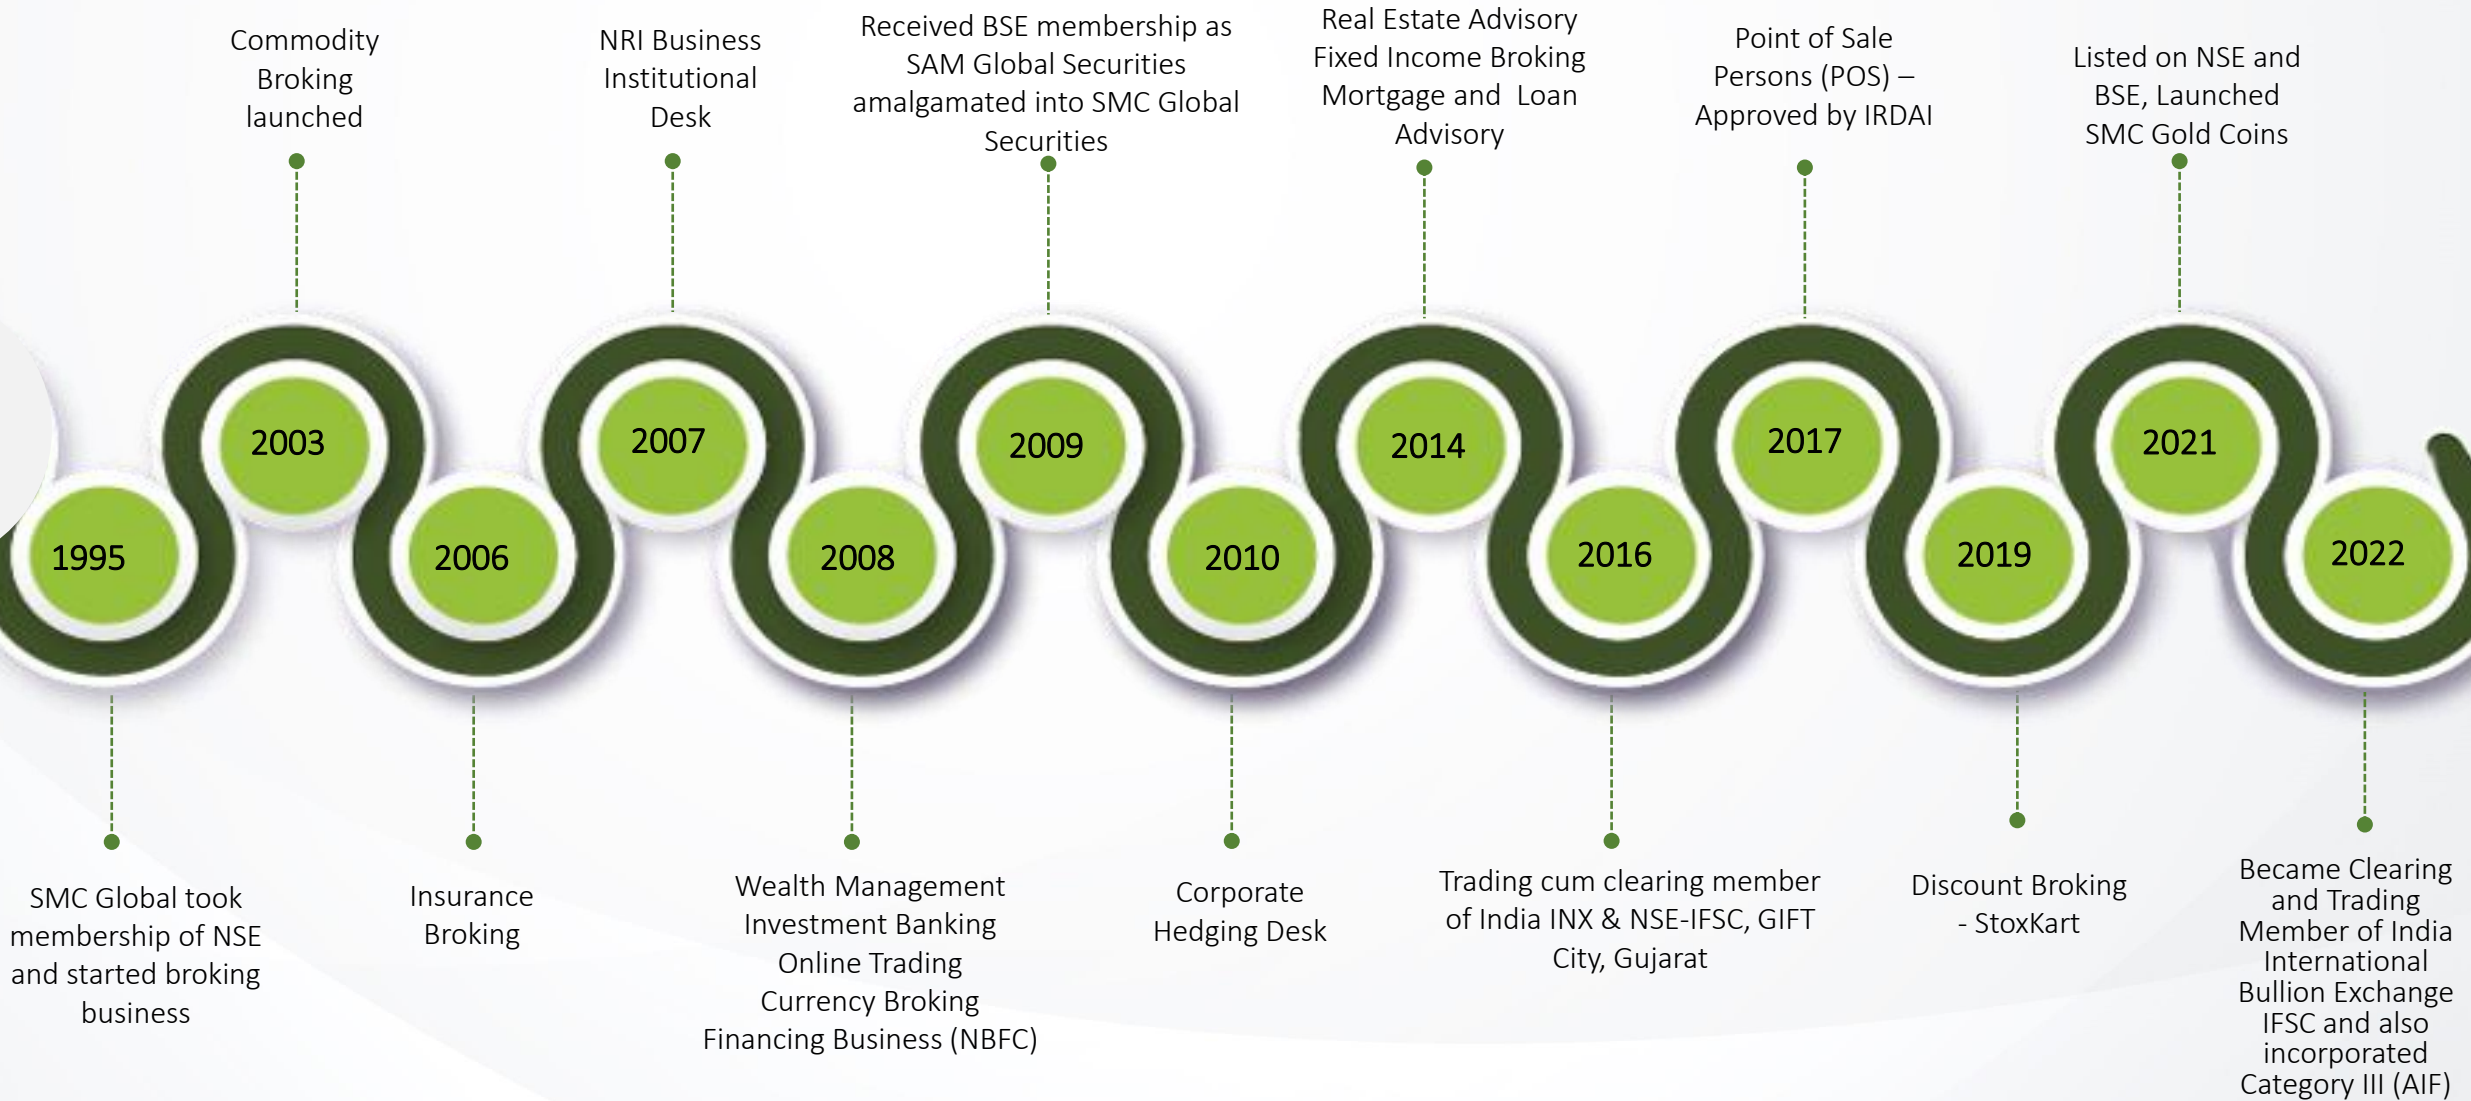 Commodity
Broking
launched
NRI Business
Institutional
Desk
Received BSE membership as
SAM Global Securities
amalgamated into SMC Global
Securities
Real Estate Advisory
Fixed Income Broking
Mortgage and Loan
Advisory
Point of Sale
Persons (POS) –
Approved by IRDAI
Listed on NSE and
BSE, Launched
SMC Gold Coins
2003
2007
2009
2014
2017
2021
1995
2006
2008
2010
2016
2019
2022
SMC Global took
membership of NSE
and started broking
business
Insurance
Broking
Wealth Management
Investment Banking
Online Trading
Currency Broking
Financing Business (NBFC)
Corporate
Hedging Desk
Trading cum clearing member
of India INX & NSE-IFSC, GIFT
City, Gujarat
Discount Broking
- StoxKart
Became Clearing
and Trading
Member of India
International
Bullion Exchange
IFSC and also
incorporated
Category III (AIF)